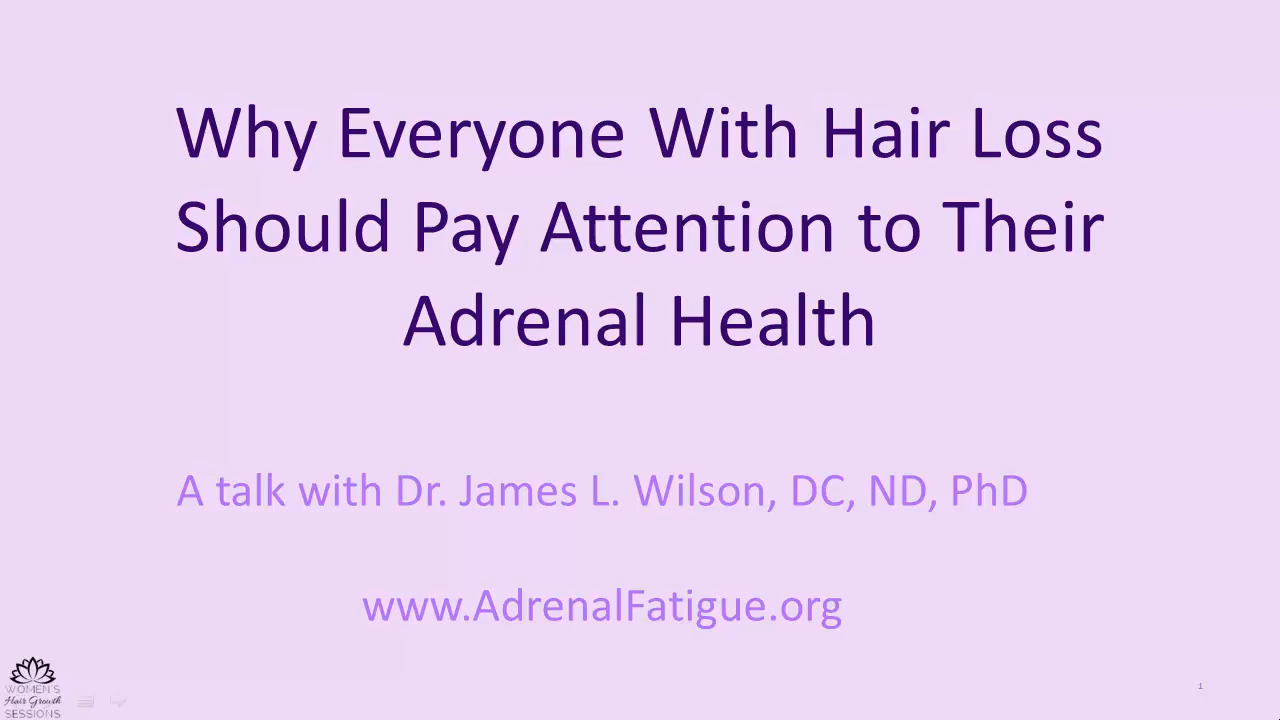 Why Everyone With Hair Loss
Should Pay Attention to Their
Adrenal Health
A talk with Dr. James L. Wilson, DC, ND, PhD
www.AdrenalFatigue.org
WOMEN'S
Hair Growth
SESSIONS
1